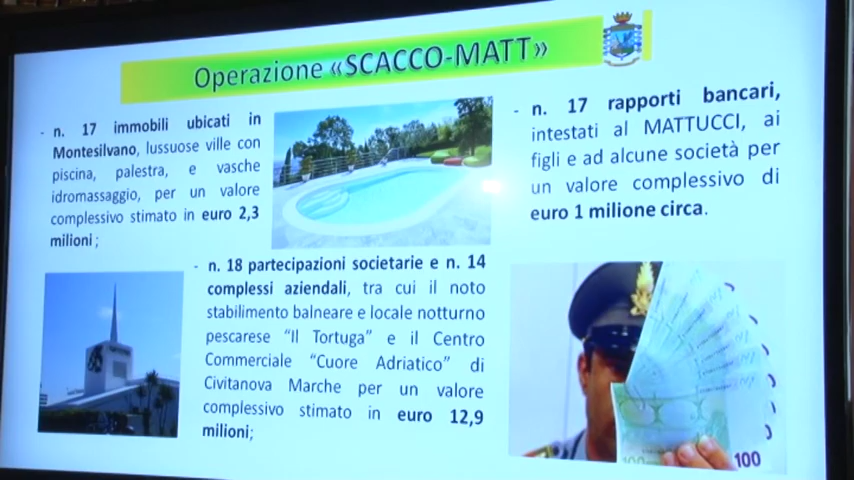 Operazione «SCACCO-MATT»
- n. 17 immobili ubicati in
Montesilvano, lussuose ville con
piscina, palestra, e vasche
idromassaggio, per un valore
complessivo stimato in euro 2,3
milioni ;
- n. 17 rapporti bancari,
intestati al MATTUCCI, ai
figli e ad alcune società per
un valore complessivo di
euro 1 milione circa.
- n. 18 partecipazioni societarie e n. 14
complessi aziendali, tra cui il noto
stabilimento balneare e locale notturno
pescarese “Il Tortuga” e il Centro
Commerciale “Cuore Adriatico” di
Civitanova Marche per un valore
complessivo stimato in euro 12,9
milioni;
100
100